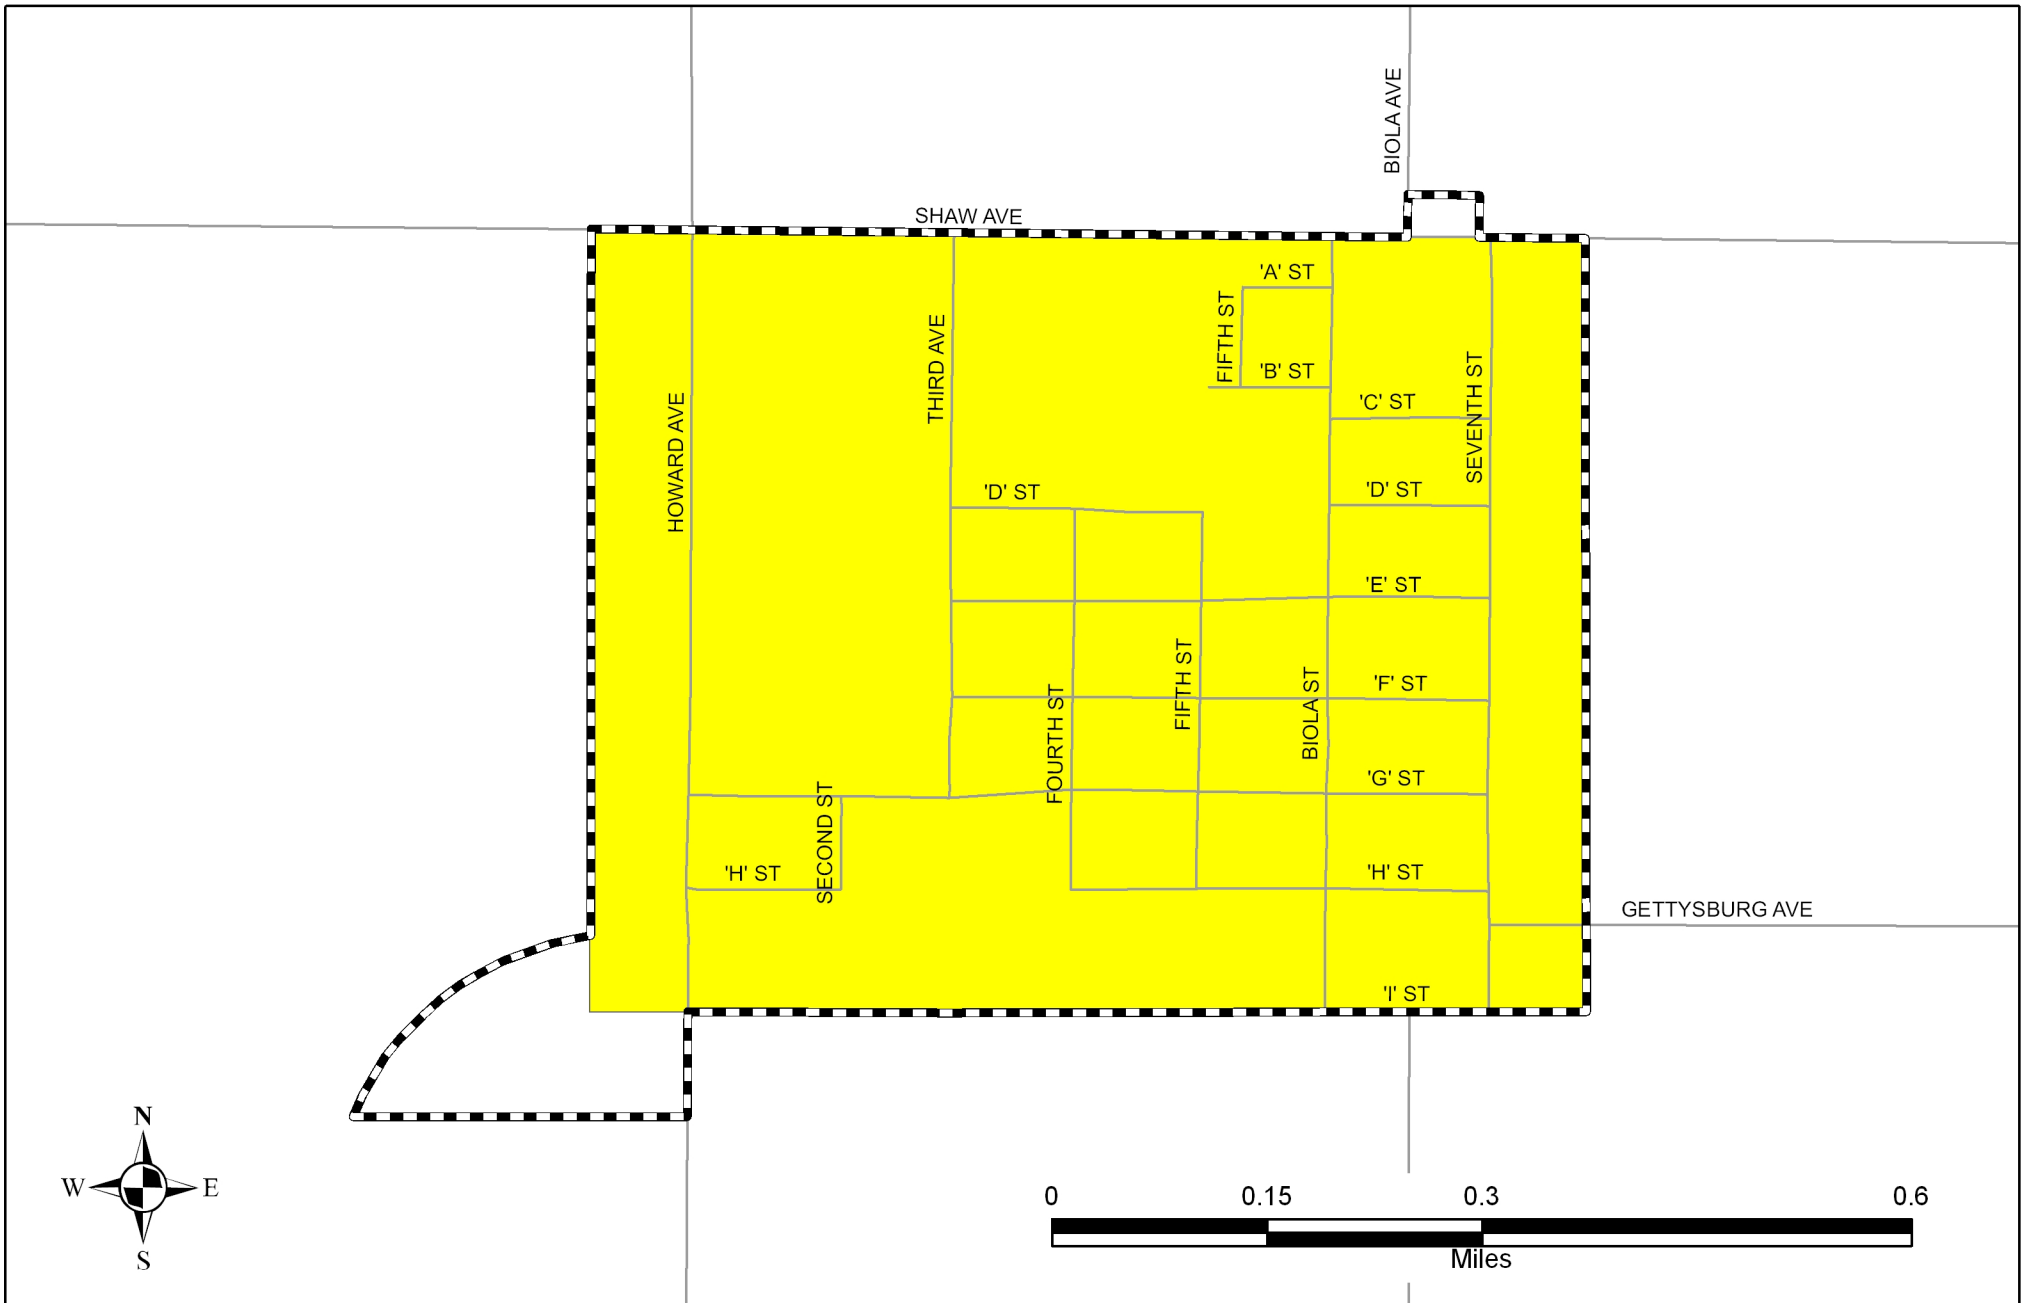 BIOLA AVE
SHAW AVE
'A' ST
FIFTH ST
'B' ST
THIRD AVE
SEVENTH ST
HOWARD AVE
'C' ST
'D' ST
'D' ST
'E' ST
FIFTH ST
BIOLA ST
'F' ST
FOURTH ST
'G' ST
SECOND ST
'H' ST
'H' ST
GETTYSBURG AVE
'I' ST
N
W
E
S
0
0.15
0.3
0.6
Miles